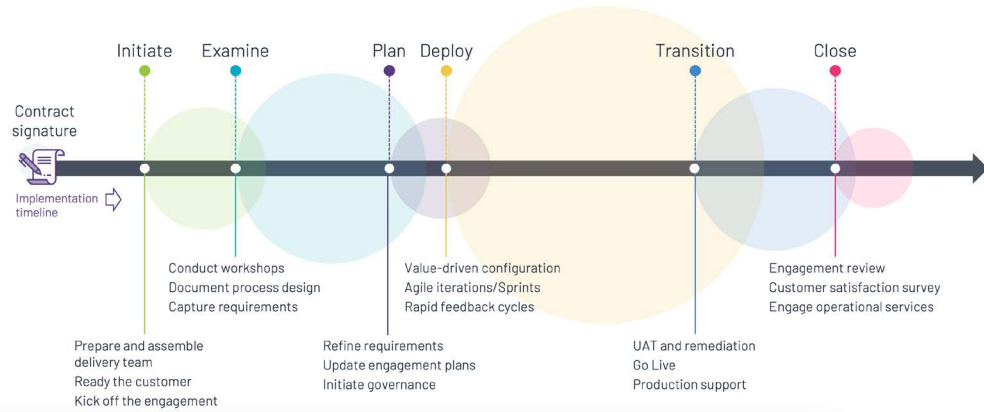 Initiate
Examine
Plan
Deploy
Transition
Close
Contract
signature
Implementation
timeline
Conduct workshops
Document process design
Capture requirements
Value-driven configuration
Agile iterations/Sprints
Rapid feedback cycles
Engagement review
Customer satisfaction survey
Engage operational services
Prepare and assemble
delivery team
Ready the customer
Kick off the engagement
Refine requirements
Update engagement plans
Initiate governance
UAT and remediation
Go Live
Production support